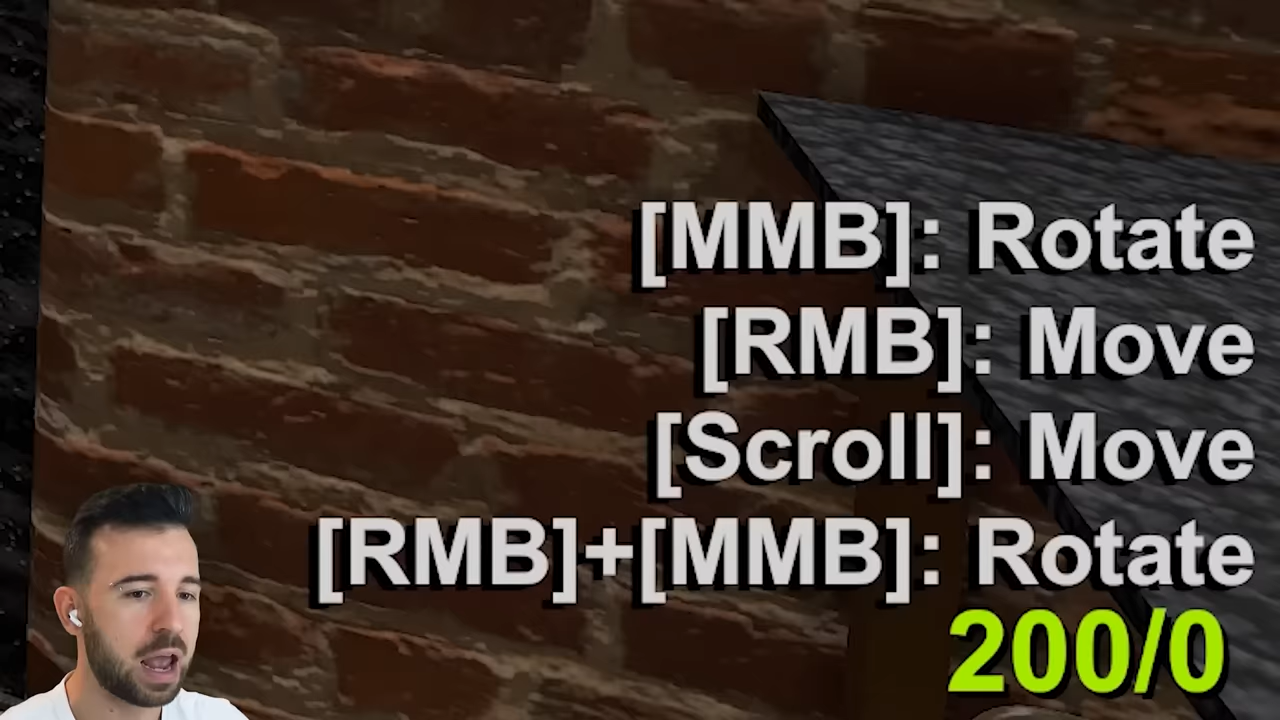 [MMB]: Rotate
[RMB]: Move
[Scroll]: Move
[RMB]+[MMB]: Rotate
200/0